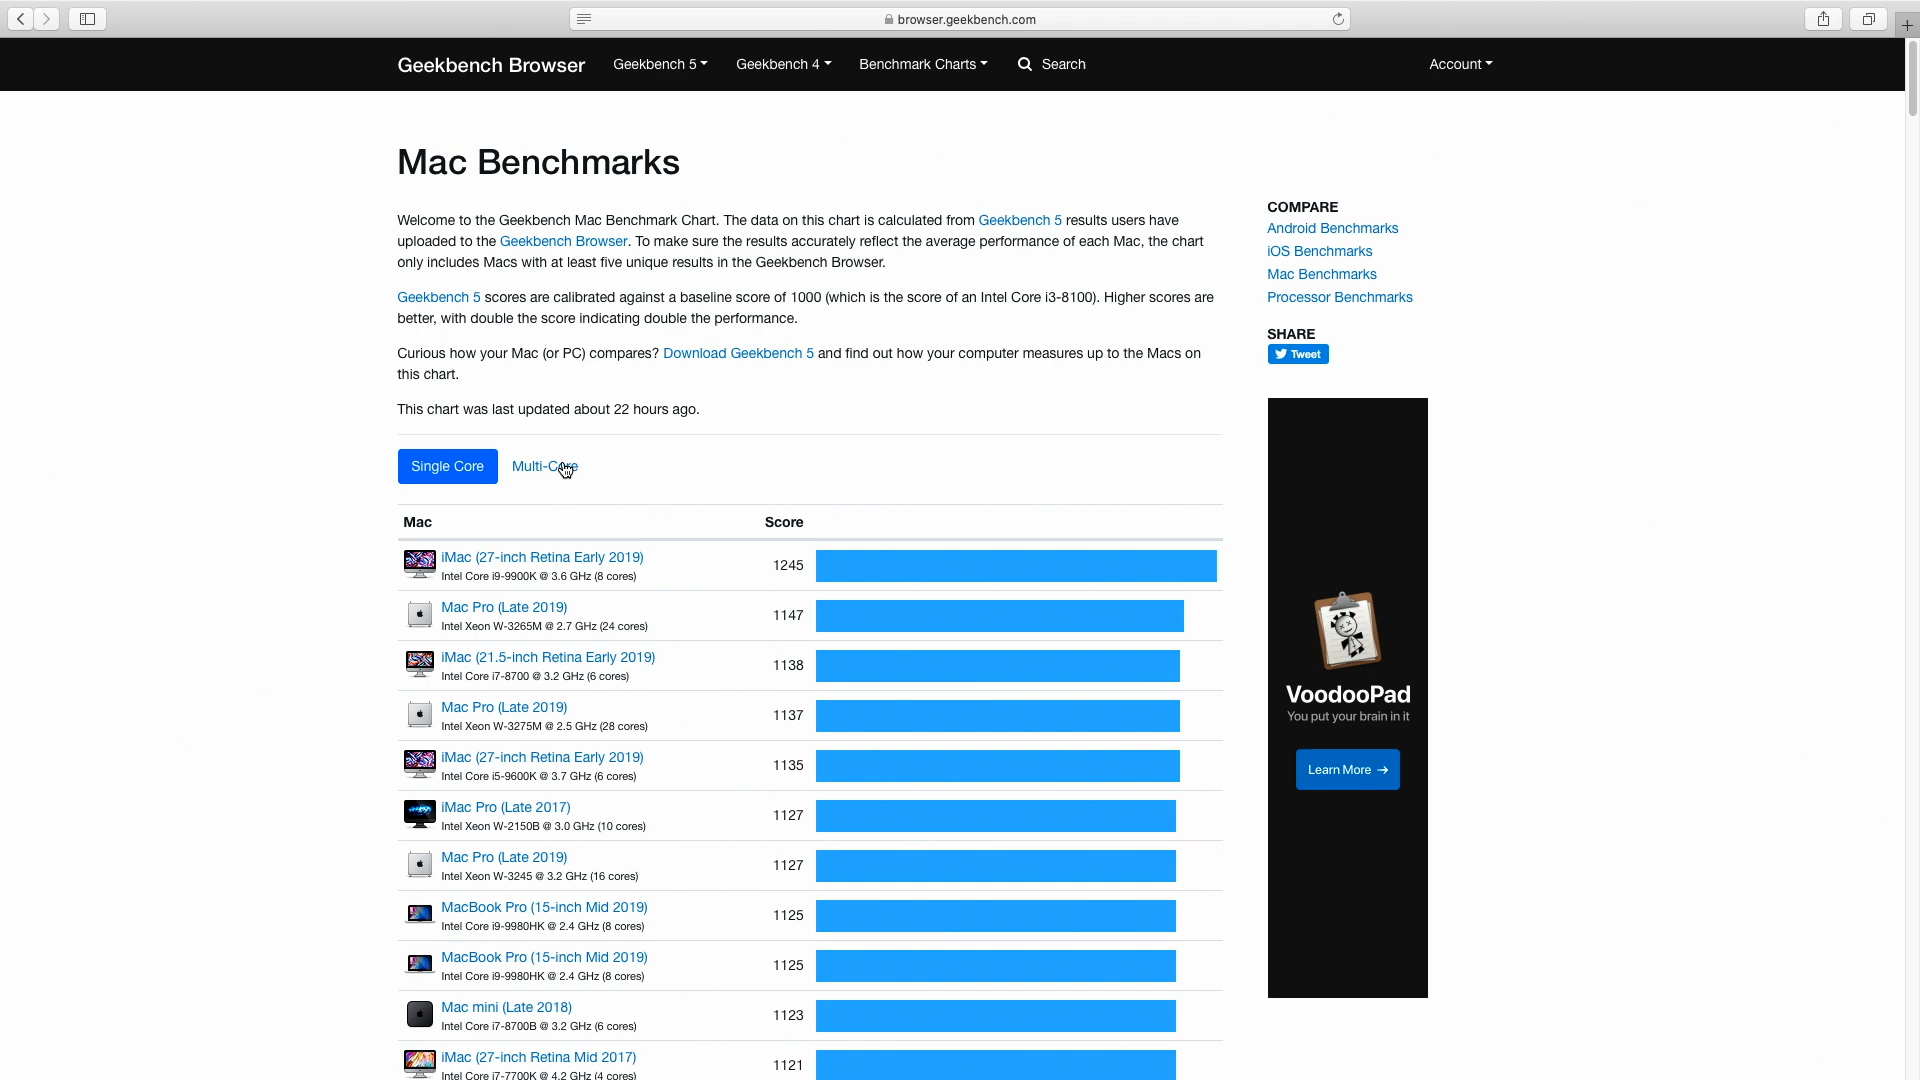 browser.geekbench.com
Geekbench Browser
Geekbench 5
Geekbench 4
Benchmark Charts
Search
Account
Mac Benchmarks
Welcome to the Geekbench Mac Benchmark Chart. The data on this chart is calculated from Geekbench 5 results users have
uploaded to the Geekbench Browser. To make sure the results accurately reflect the average performance of each Mac, the chart
only includes Macs with at least five unique results in the Geekbench Browser.
Geekbench 5 scores are calibrated against a baseline score of 1000 (which is the score of an Intel Core i3-8100). Higher scores are
better, with double the score indicating double the performance.
Curious how your Mac (or PC) compares? Download Geekbench 5 and find out how your computer measures up to the Macs on
this chart.
This chart was last updated about 22 hours ago.
Single Core
Multi-Core
Mac Score
iMac (27-inch Retina Early 2019)
Intel Core i9-9900K @ 3.6 GHz (8 cores)
1245
Mac Pro (Late 2019)
Intel Xeon W-3265M @ 2.7 GHz (24 cores)
1147
iMac (21.5-inch Retina Early 2019)
Intel Core i7-8700 @ 3.2 GHz (6 cores)
1138
Mac Pro (Late 2019)
Intel Xeon W-3275M @ 2.5 GHz (28 cores)
1137
iMac (27-inch Retina Early 2019)
Intel Core i5-9600K @ 3.7 GHz (6 cores)
1135
iMac Pro (Late 2017)
Intel Xeon W-2150B @ 3.0 GHz (10 cores)
1127
Mac Pro (Late 2019)
Intel Xeon W-3245 @ 3.2 GHz (16 cores)
1127
MacBook Pro (15-inch Mid 2019)
Intel Core i9-9980HK @ 2.4 GHz (8 cores)
1125
MacBook Pro (15-inch Mid 2019)
Intel Core i9-9980HK @ 2.4 GHz (8 cores)
1125
Mac mini (Late 2018)
Intel Core i7-8700B @ 3.2 GHz (6 cores)
1123
iMac (27-inch Retina Mid 2017)
Intel Core i7-7700K @ 4.2 GHz (4 cores)
1121
COMPARE
Android Benchmarks
iOS Benchmarks
Mac Benchmarks
Processor Benchmarks
SHARE
Tweet
VoodooPad
You put your brain in it
Learn More →